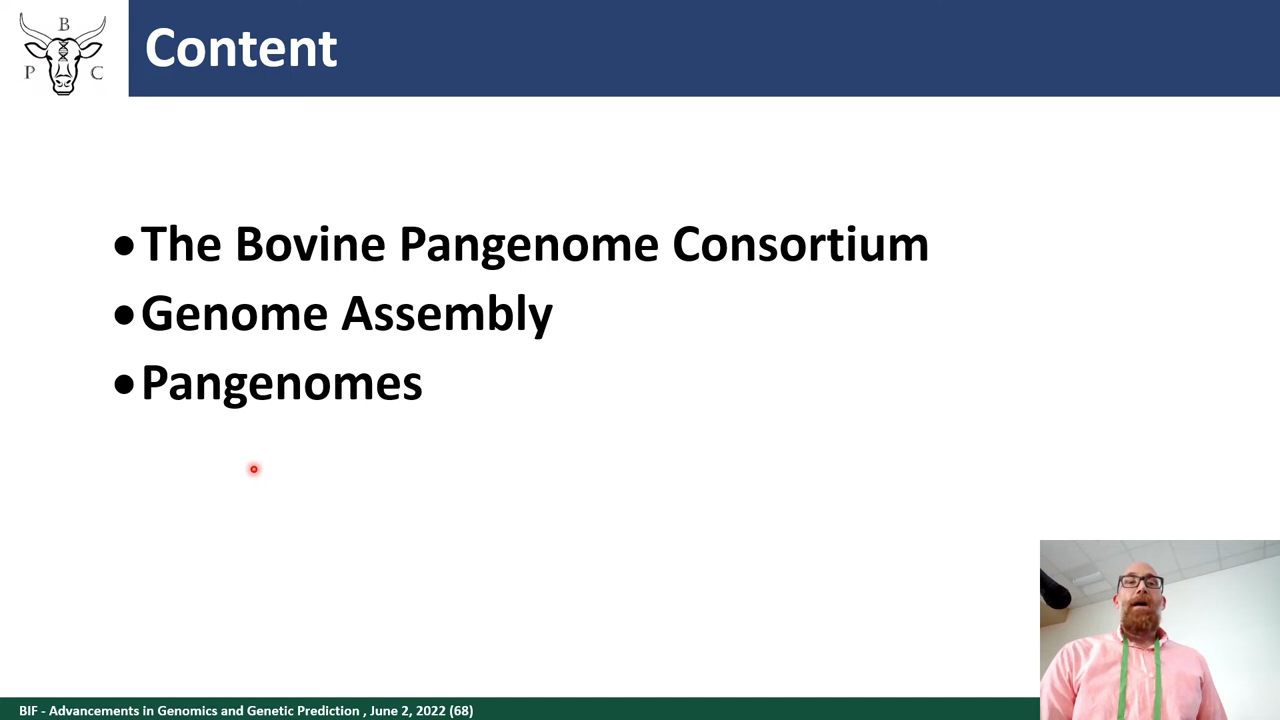 B
P C
Content
•The Bovine Pangenome Consortium
•Genome Assembly
•Pangenomes
BIF - Advancements in Genomics and Genetic Prediction , June 2, 2022 (68)